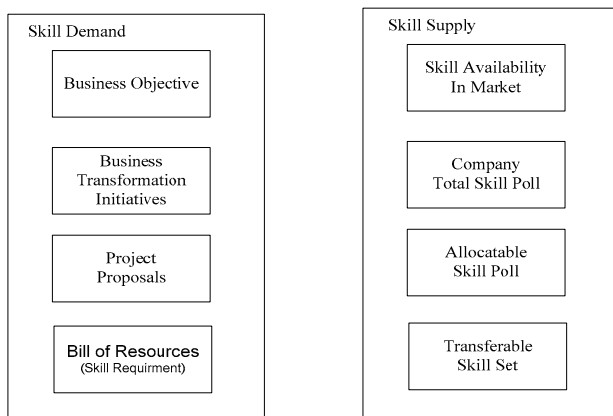 Skill Demand
Business Objective
Business
Transformation
Initiatives
Project
Proposals
Bill of Resources
(Skill Requirment)
Skill Supply
Skill Availability
In Market
Company
Total Skill Poll
Allocatable
Skill Poll
Transferable
Skill Set